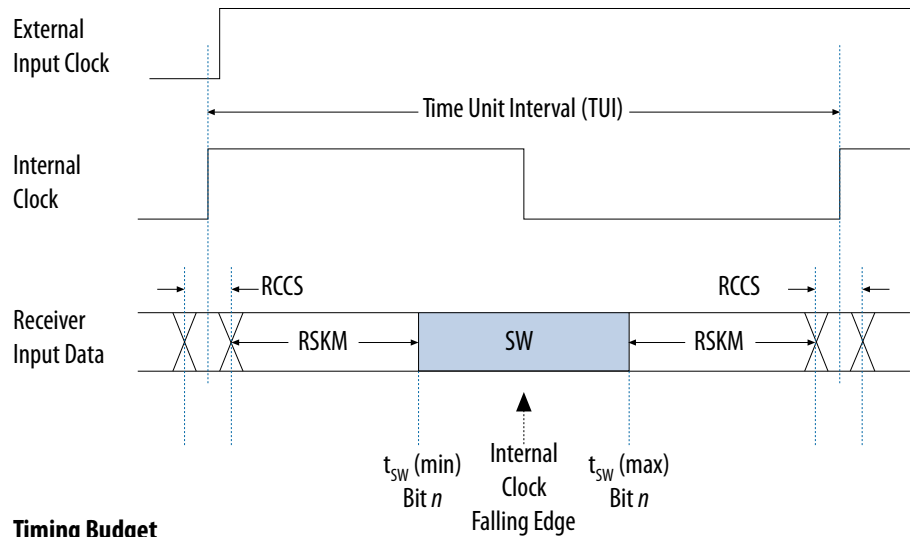 External
Input Clock
Time Unit Interval (TUI)
Internal
Clock
RCCS
RCCS
Receiver
Input Data
RSKM
SW
RSKM
t_SW (min)
Bit n
Internal
Clock
Falling Edge
t_SW (max)
Bit n
Timing Budget